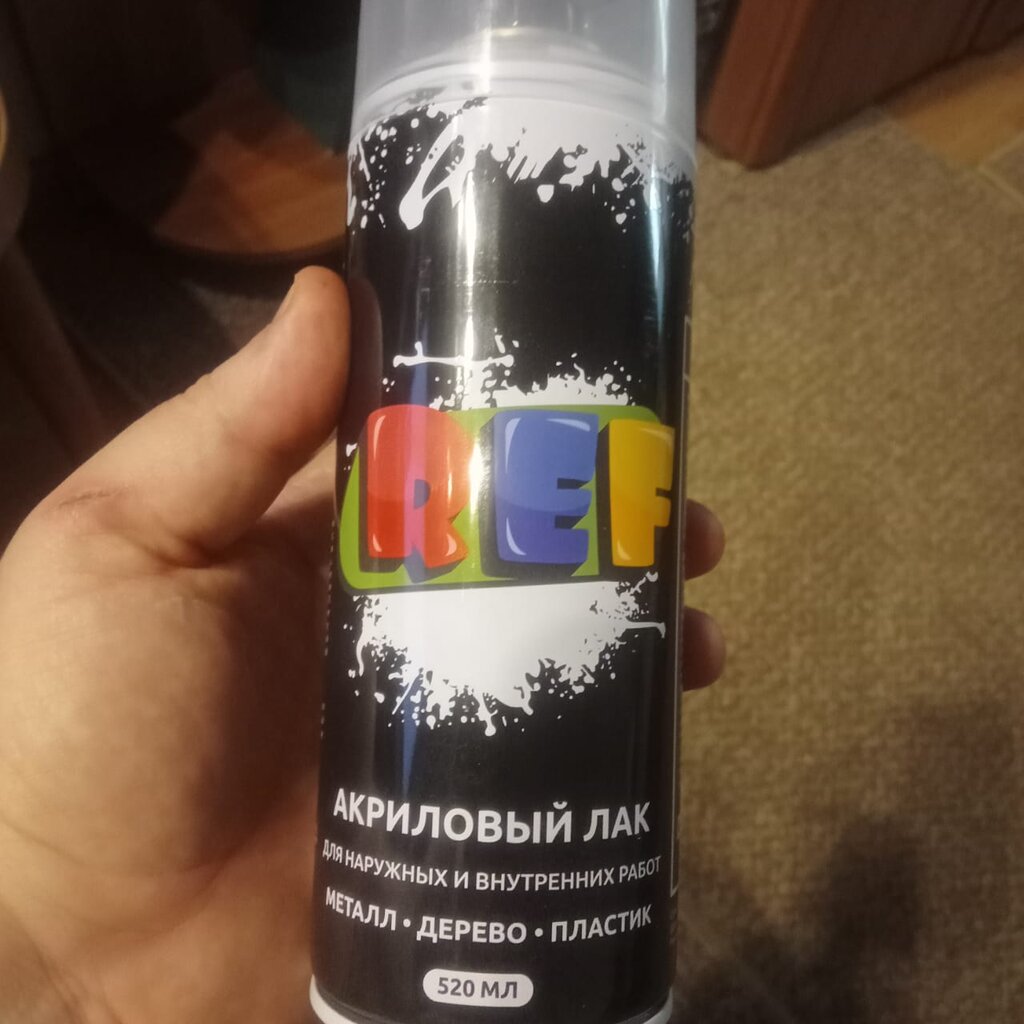 REF
АКРИЛОВЫЙ ЛАК
ДЛЯ НАРУЖНЫХ И ВНУТРЕННИХ РАБОТ
МЕТАЛЛ • ДЕРЕВО • ПЛАСТИК
520 МЛ